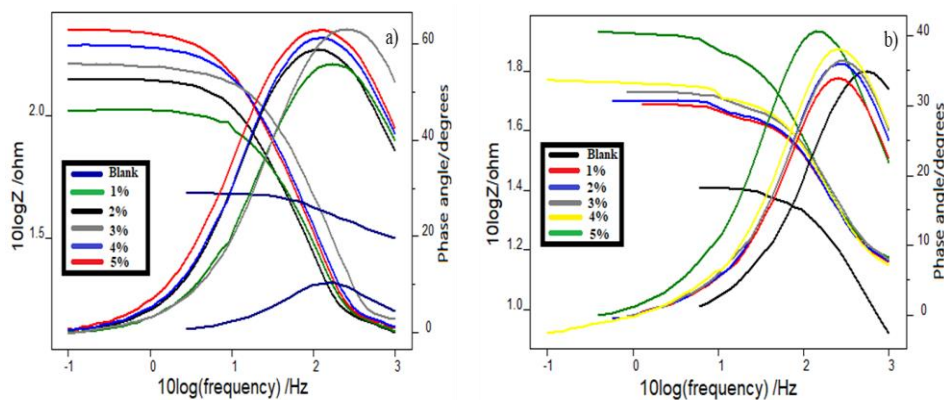 a)
10logZ /ohm
2.0
1.5
Blank
1%
2%
3%
4%
5%
60
50
40
30
20
10
0
Phase angle/degrees
-1 0 1 2 3
10log(frequency) /Hz
b)
10logZ /ohm
1.8
1.6
1.4
1.2
1.0
Blank
1%
2%
3%
4%
5%
40
30
20
10
0
Phase angle/degrees
-1 0 1 2 3
10log(frequency) /Hz